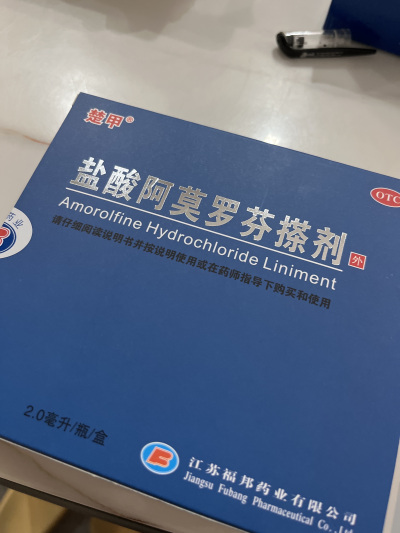 楚甲®
OTC
盐酸阿莫罗芬搽剂
Amorolfine Hydrochloride Liniment
外
请仔细阅读说明书并按说明使用或在药师指导下购买和使用
药业
2.0毫升/瓶/盒
江苏福邦药业有限公司
Jiangsu Fubang Pharmaceutical Co.,Ltd.